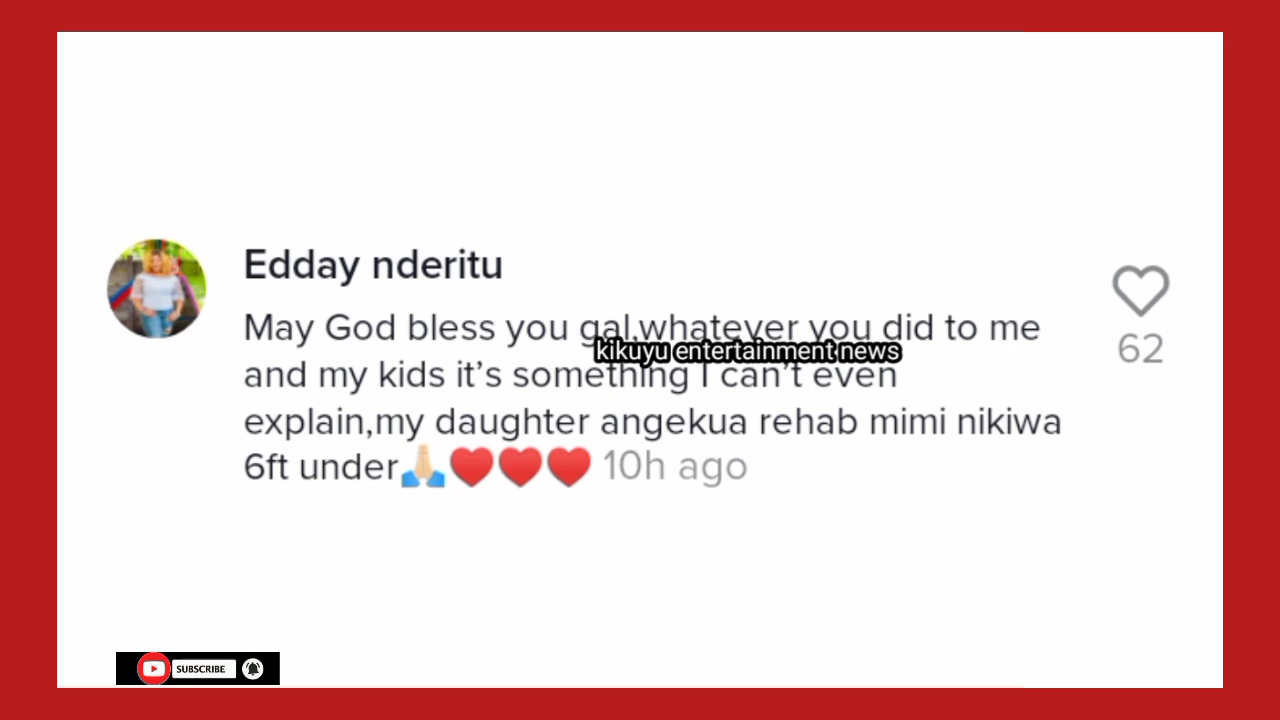 Edday nderitu
May God bless you gal,whatever you did to me
kikuyu entertainment news
and my kids it's something I can't even
explain,my daughter angekua rehab mimi nikiwa
6ft under🙏🏼❤️❤️❤️ 10h ago
62
SUBSCRIBE